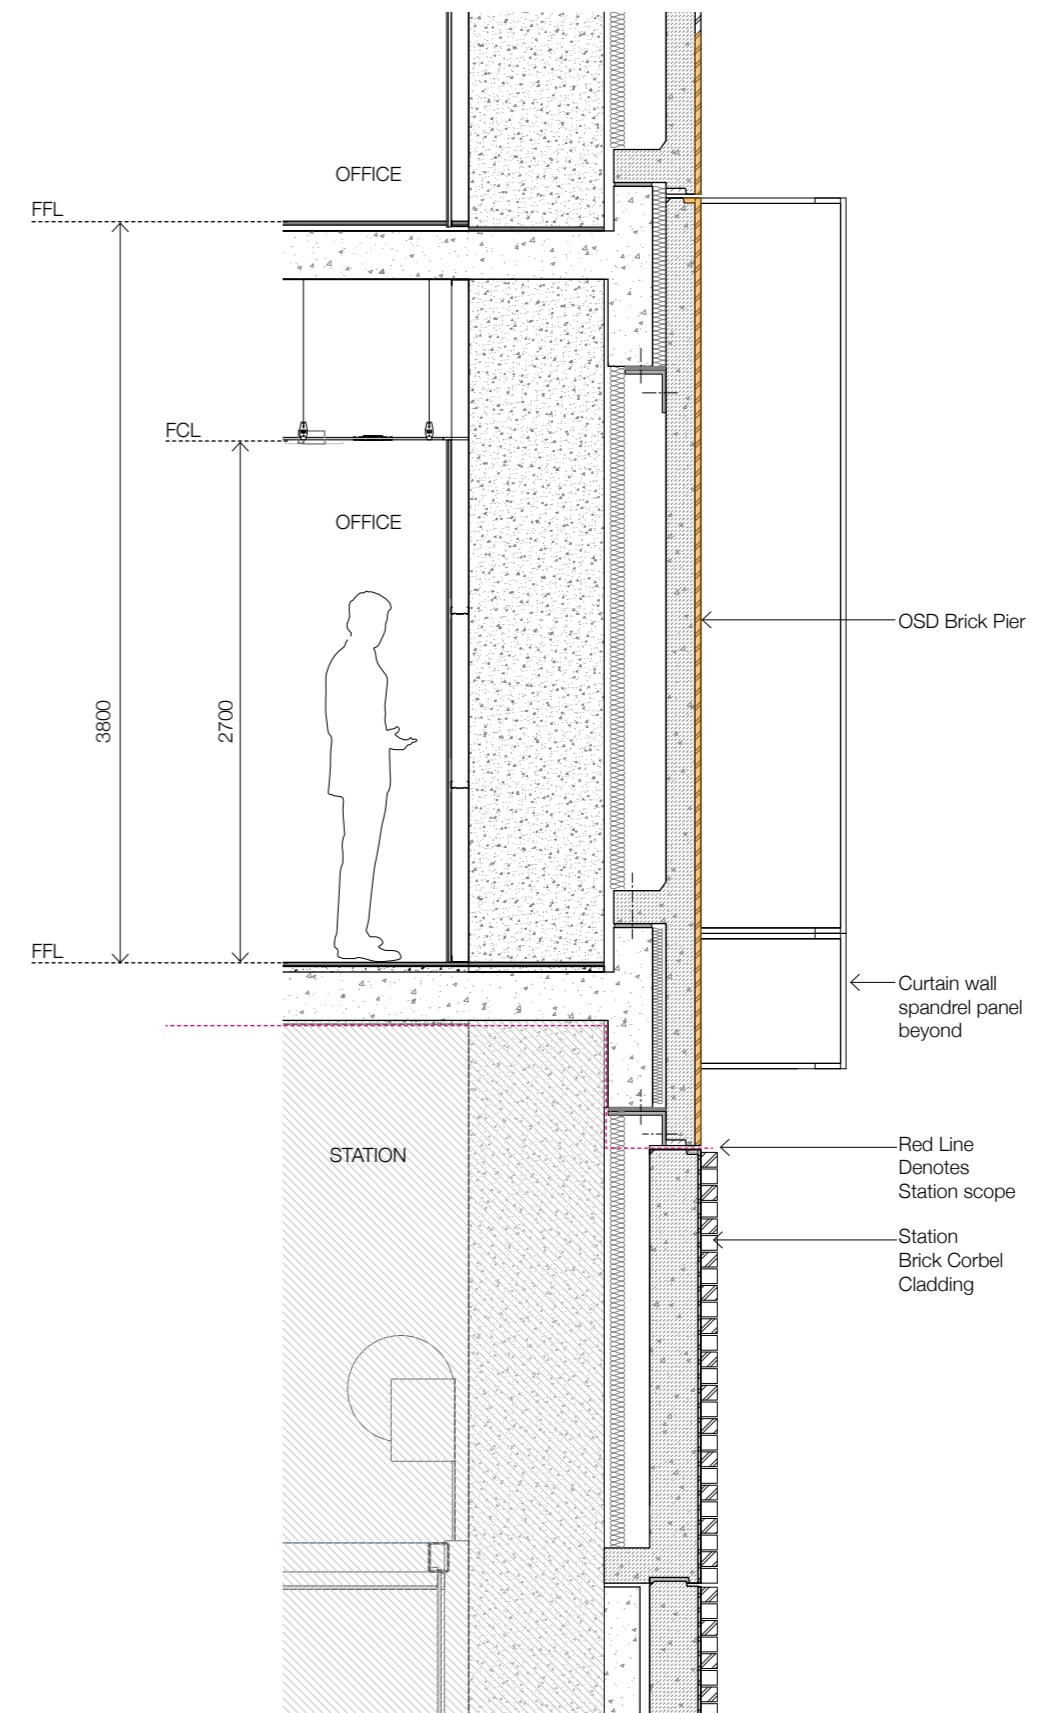 OFFICE
FFL
FCL
OFFICE
3800
2700
OSD Brick Pier
FFL
Curtain wall
spandrel panel
beyond
STATION
Red Line
Denotes
Station scope
Station
Brick Corbel
Cladding